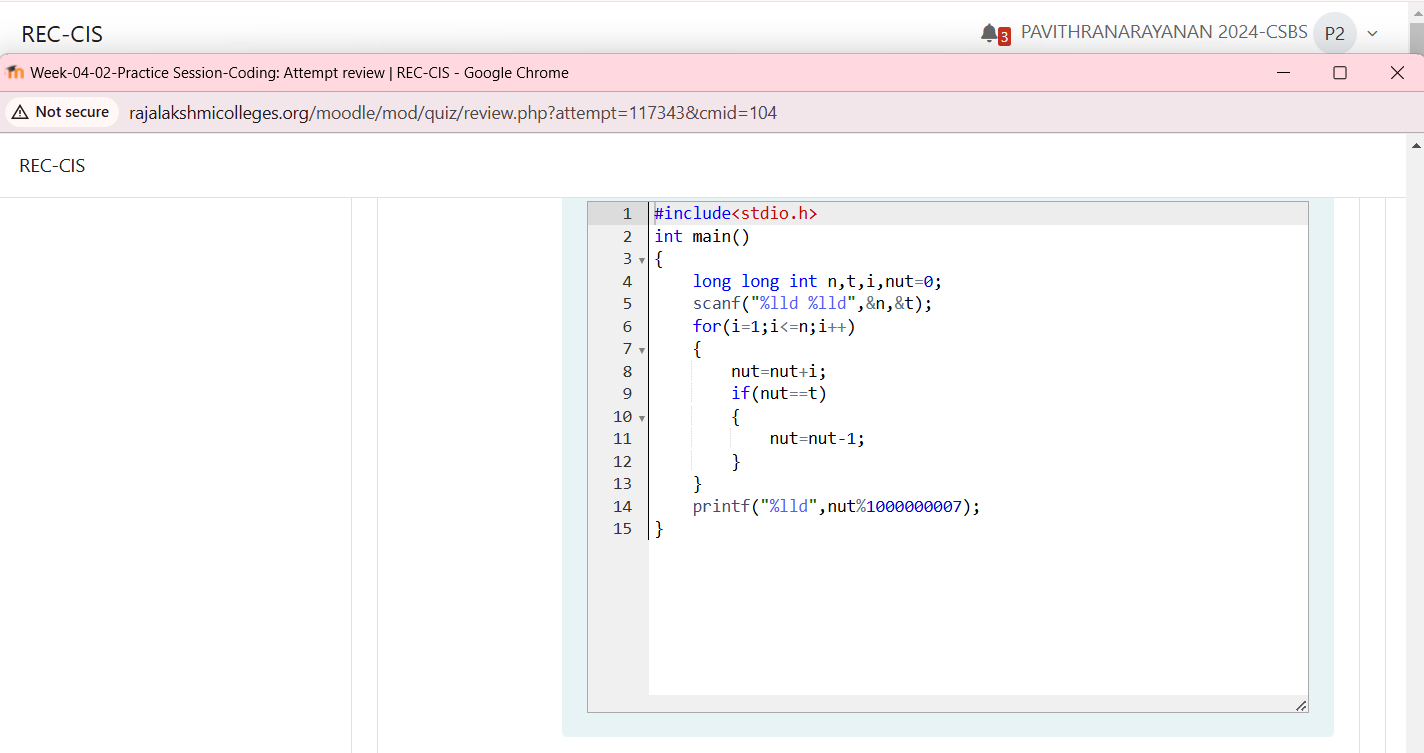 REC-CIS
3 PAVITHRANARAYANAN 2024-CSBS P2
Week-04-02-Practice Session-Coding: Attempt review | REC-CIS - Google Chrome
Not secure rajalakshmicolleges.org/moodle/mod/quiz/review.php?attempt=117343&cmid=104
REC-CIS
1 #include<stdio.h>
2 int main()
3 {
4     long long int n,t,i,nut=0;
5     scanf("%lld %lld",&n,&t);
6     for(i=1;i<=n;i++)
7     {
8         nut=nut+i;
9         if(nut==t)
10         {
11             nut=nut-1;
12         }
13     }
14     printf("%lld",nut%1000000007);
15 }